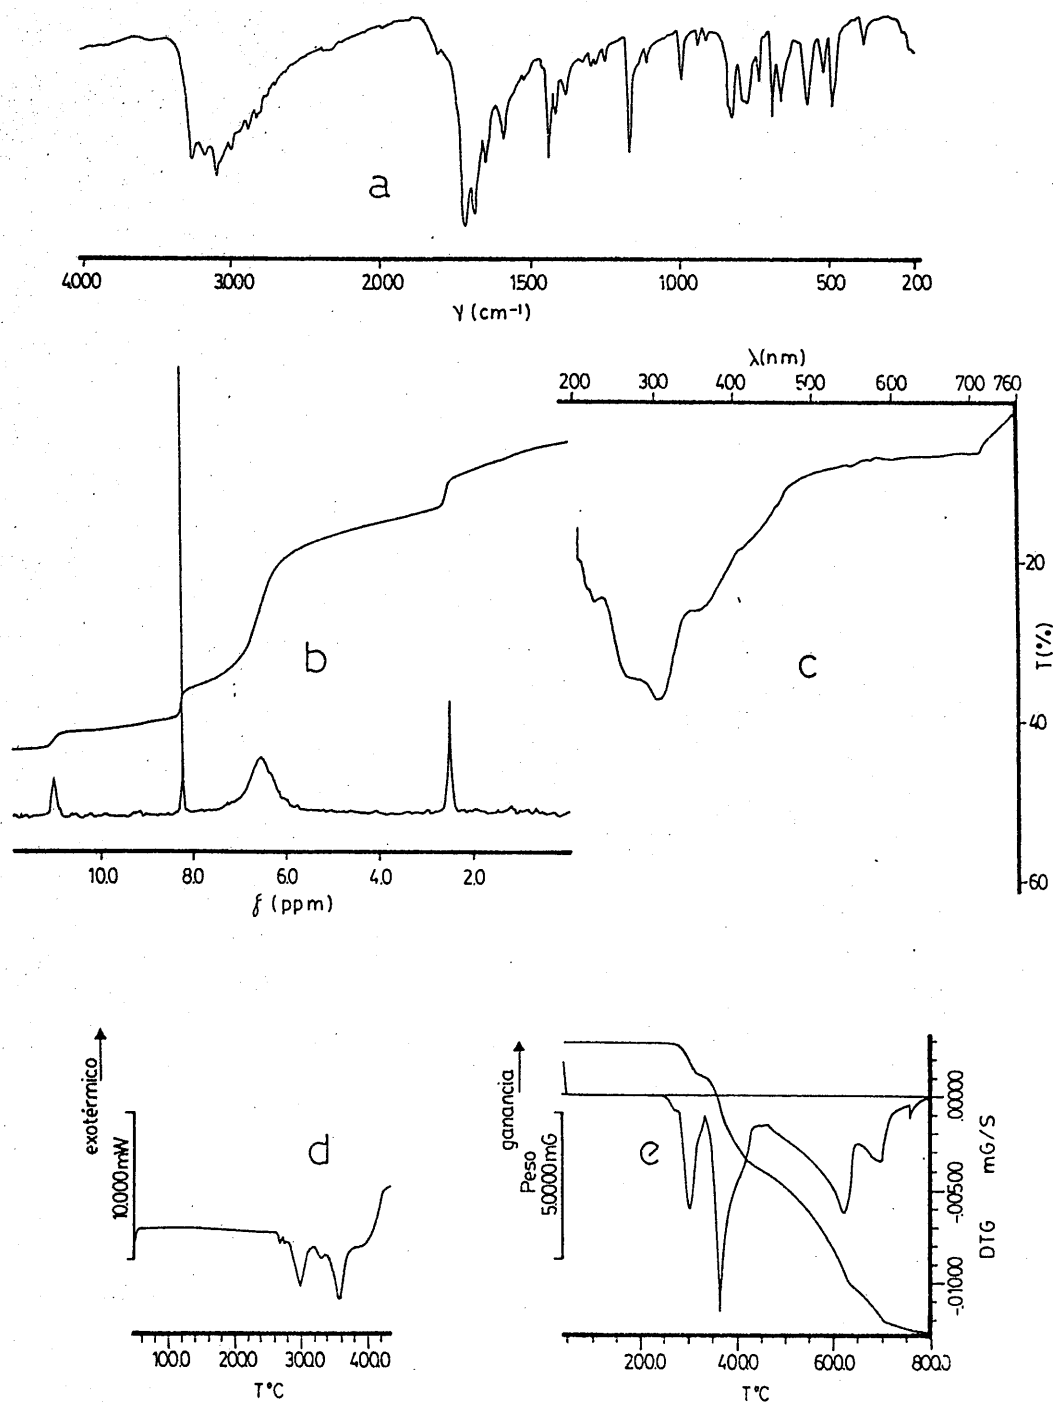 a
4000 3000 2000 1500 1000 500 200
γ (cm⁻¹)
λ(nm)
200 300 400 500 600 700 760
20
40
60
T(%)
c
b
10.0 8.0 6.0 4.0 2.0
δ (ppm)
exotérmico
10.000mW
d
100.0 200.0 300.0 400.0
T°C
ganancia
Peso
5.0000mG
e
.00000
-.00500
-.01000
DTG mG/S
200.0 400.0 600.0 800.0
T°C